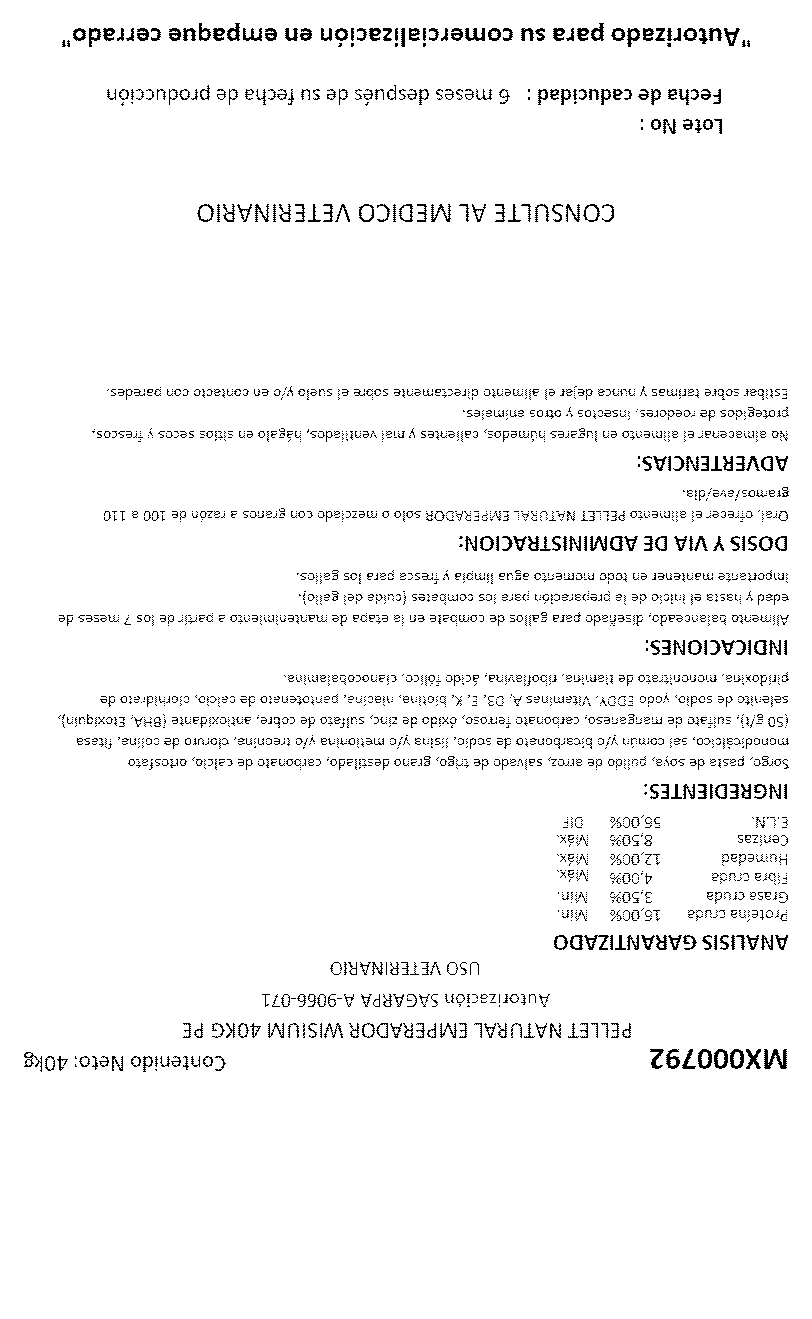 MX000792 Contenido Neto: 40kg
PELLET NATURAL EMPERADOR WISIUM 40KG PE
Autorización SAGARPA A-9066-071
USO VETERINARIO
ANALISIS GARANTIZADO
Proteína cruda 15,00% Min.
Grasa cruda 3,50% Min.
Fibra cruda 4,00% Máx.
Humedad 12,00% Máx.
Cenizas 8,50% Máx.
E.L.N. 56,00% DIF
INGREDIENTES:
Sorgo, pasta de soya, pulido de arroz, salvado de trigo, grano destilado, carbonato de calcio, ortosfato
monodicálcico, sal común y/o bicarbonato de sodio, lisina y/o metionina y/o treonina, cloruro de colina, fitasa
(50 g/t), sulfato de manganeso, carbonato ferroso, óxido de zinc, sulfato de cobre, antioxidante (BHA, Etoxiquin),
selenito de sodio, yodo EDDY. Vitaminas A, D3, E, K, biotina, niacina, pantotenato de calcio, clorhidrato de
piridoxina, mononitrato de tiamina, riboflavina, ácido fólico, cianocobalamina.
INDICACIONES:
Alimento balanceado, diseñado para gallos de combate en la etapa de mantenimiento a partir de los 7 meses de
edad y hasta el inicio de la preparación para los combates (cuida del gallo).
Importante mantener en todo momento agua limpia y fresca para los gallos.
DOSIS Y VIA DE ADMINISTRACION:
Oral, ofrecer el alimento PELLET NATURAL EMPERADOR solo o mezclado con granos a razón de 100 a 110
gramos/ave/día.
ADVERTENCIAS:
No almacenar el alimento en lugares húmedos, calientes y mal ventilados, hágalo en sitios secos y frescos,
protegidos de roedores, insectos y otros animales.
Estibar sobre tarimas y nunca dejar el alimento directamente sobre el suelo y/o en contacto con paredes.
CONSULTE AL MEDICO VETERINARIO
Lote No :
Fecha de caducidad : 6 meses después de su fecha de producción
"Autorizado para su comercialización en empaque cerrado"